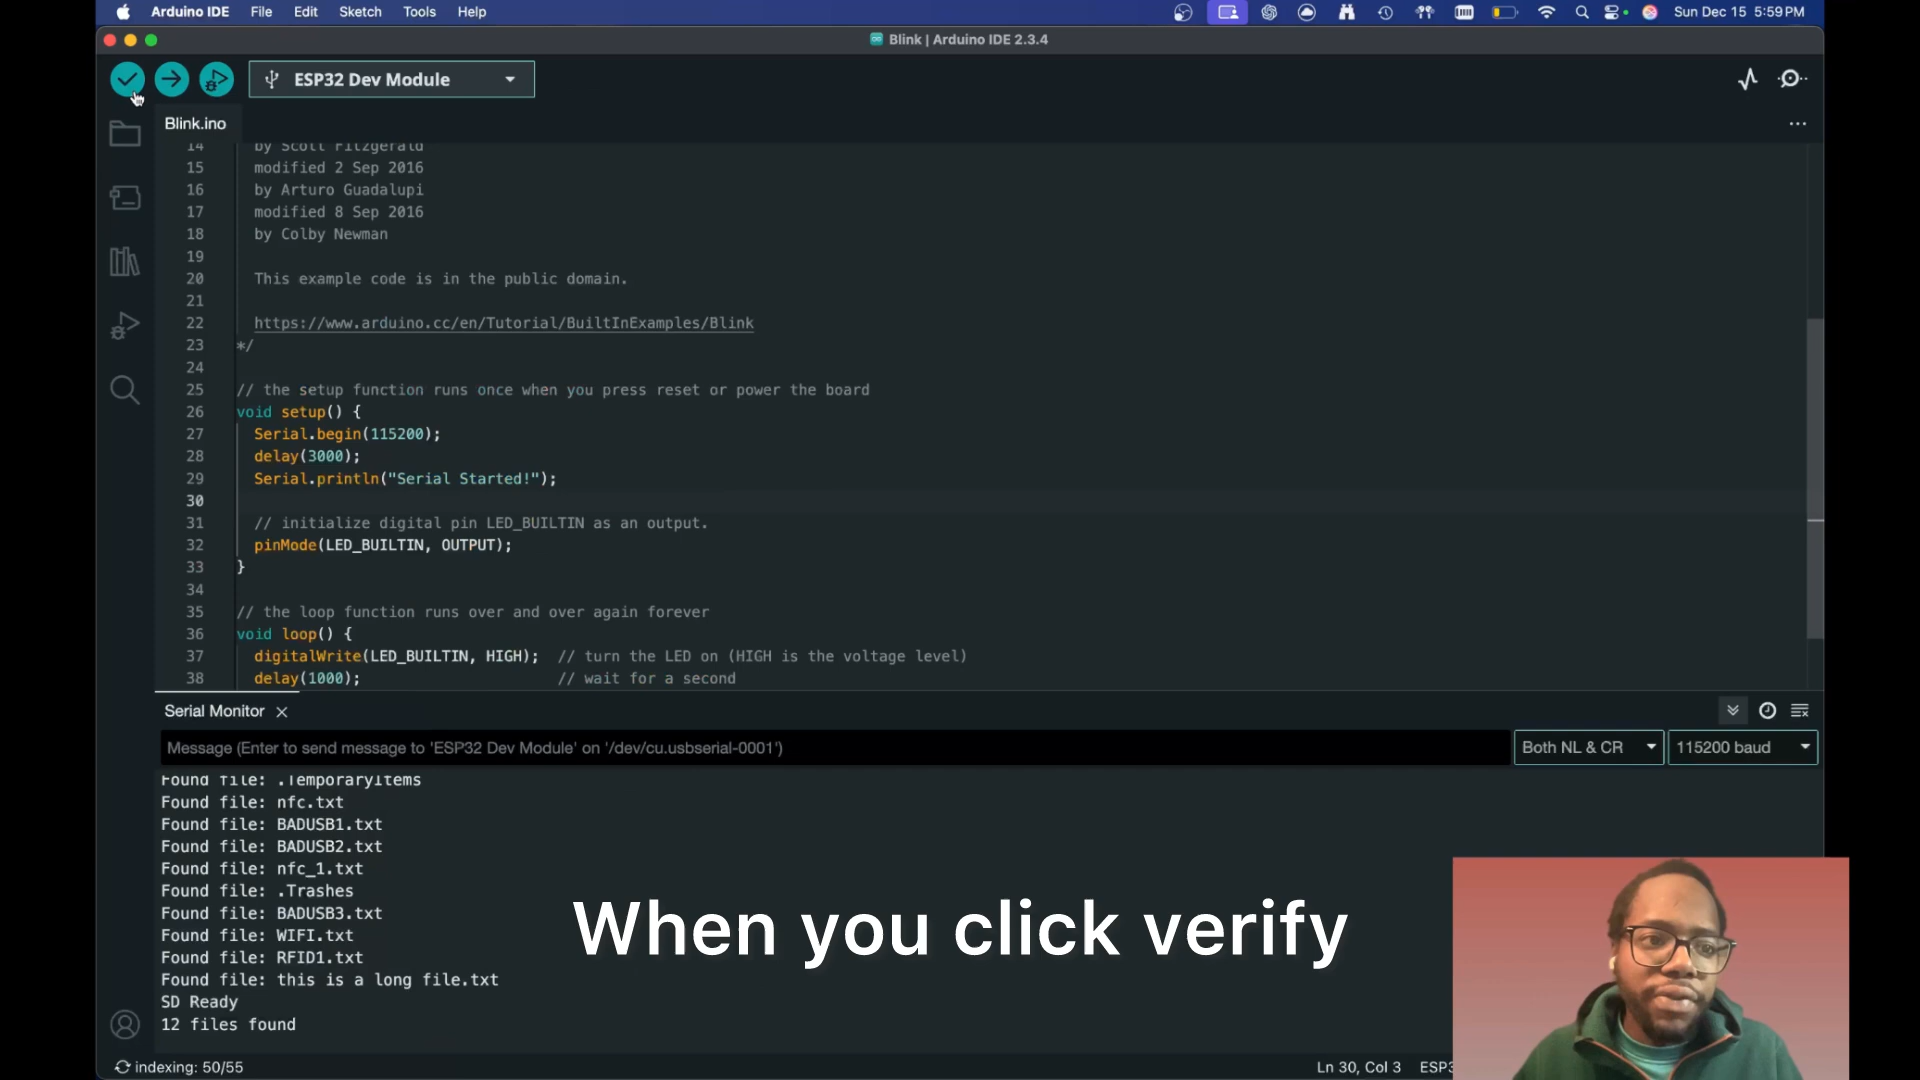 Arduino IDE File Edit Sketch Tools Help
Sun Dec 15 5:59 PM
Blink | Arduino IDE 2.3.4
ESP32 Dev Module
Blink.ino
14 by Scott Fitzgerald
15 modified 2 Sep 2016
16 by Arturo Guadalupi
17 modified 8 Sep 2016
18 by Colby Newman
19
20 This example code is in the public domain.
21
22 https://www.arduino.cc/en/Tutorial/BuiltInExamples/Blink
23 */
24
25 // the setup function runs once when you press reset or power the board
26 void setup() {
27 Serial.begin(115200);
28 delay(3000);
29 Serial.println("Serial Started!");
30
31 // initialize digital pin LED_BUILTIN as an output.
32 pinMode(LED_BUILTIN, OUTPUT);
33 }
34
35 // the loop function runs over and over again forever
36 void loop() {
37 digitalWrite(LED_BUILTIN, HIGH); // turn the LED on (HIGH is the voltage level)
38 delay(1000); // wait for a second
Serial Monitor
Message (Enter to send message to 'ESP32 Dev Module' on '/dev/cu.usbserial-0001')
Both NL & CR
115200 baud
Found file: .TemporaryItems
Found file: nfc.txt
Found file: BADUSB1.txt
Found file: BADUSB2.txt
Found file: nfc_1.txt
Found file: .Trashes
Found file: BADUSB3.txt
Found file: WIFI.txt
Found file: RFID1.txt
Found file: this is a long file.txt
SD Ready
12 files found
When you click verify
indexing: 50/55
Ln 30, Col 3